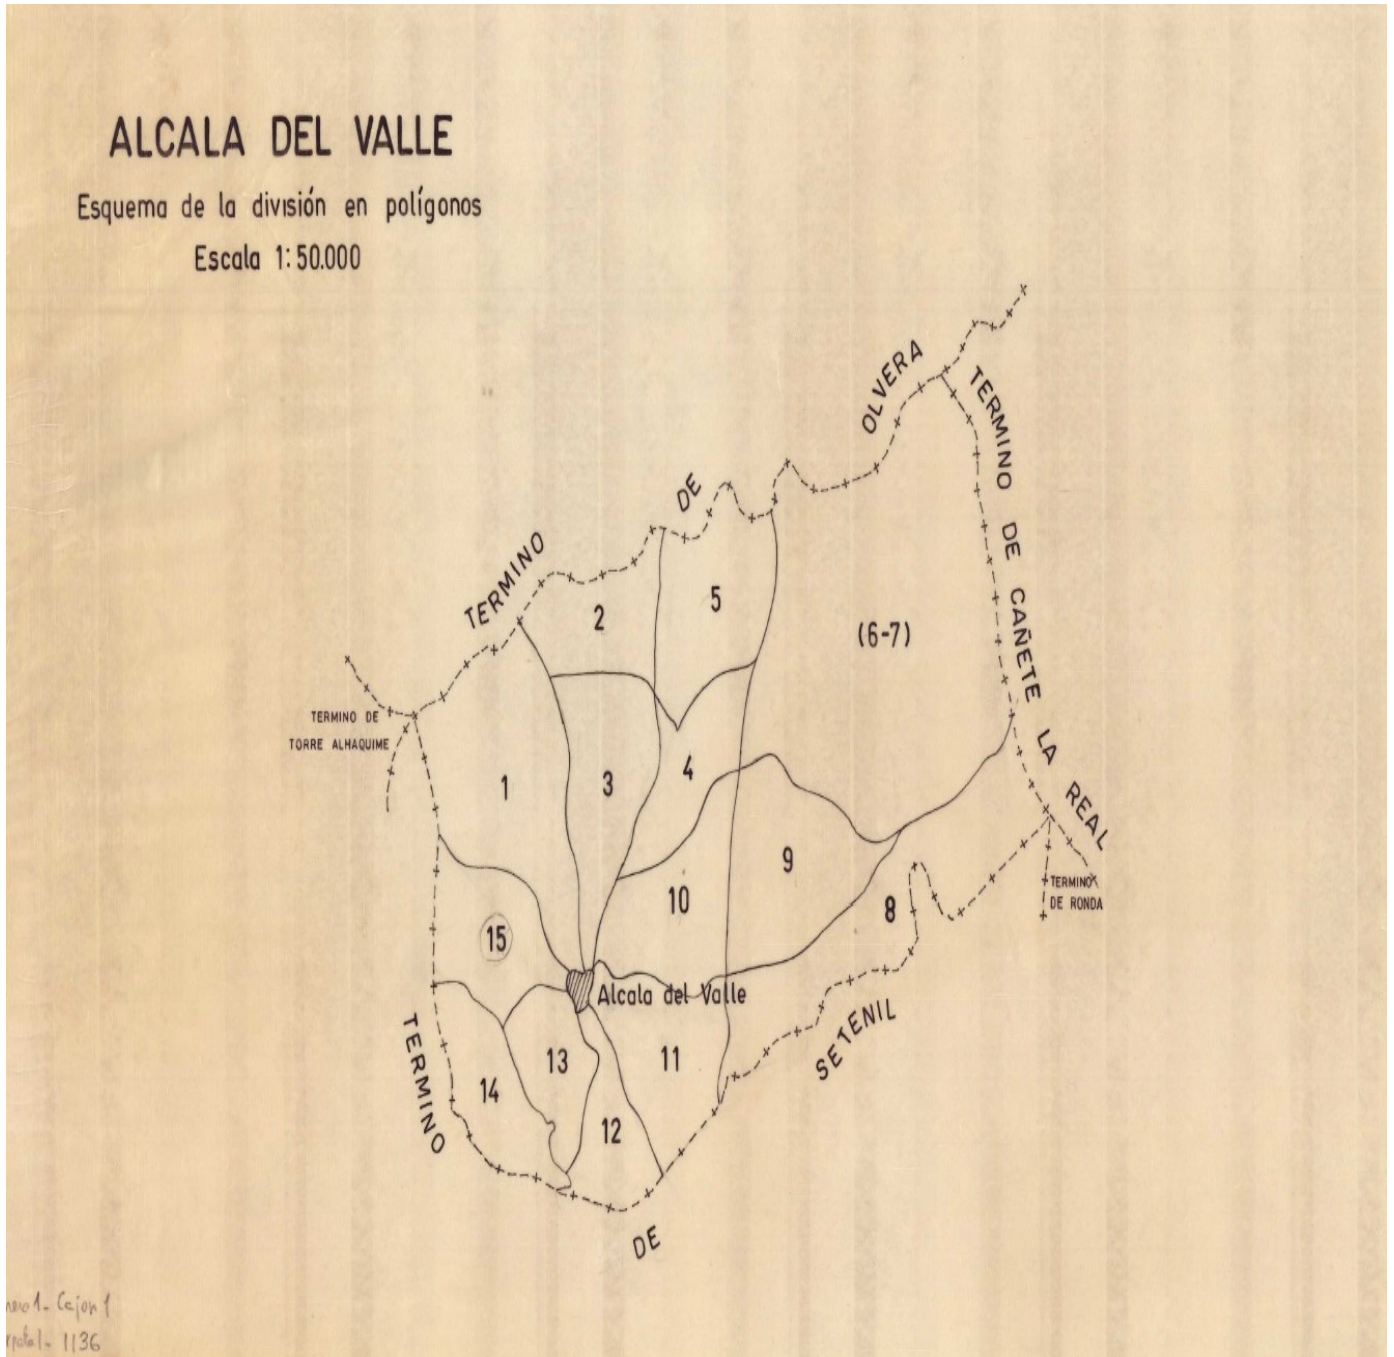 ALCALA DEL VALLE
Esquema de la división en polígonos
Escala 1:50.000
TERMINO DE OLVERA
TERMINO DE CAÑETE LA REAL
TERMINO DE
TORRE ALHAQUIME
2
5
(6-7)
1
3
4
9
10
8
TERMINO
DE RONDA
15
Alcala del Valle
13
11
14
12
TERMINO DE SETENIL
Cajon 1
1136